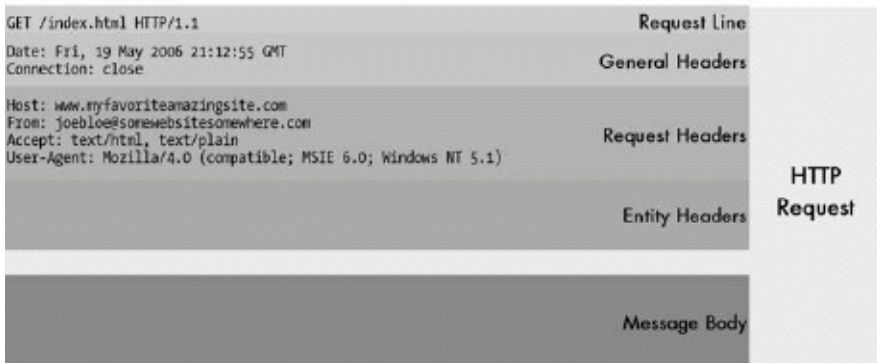 GET /index.html HTTP/1.1
Request Line
Date: Fri, 19 May 2006 21:12:55 GMT
Connection: close
General Headers
Host: www.myfavoriteamazingsite.com
From: joebloe@somewebsitesomewhere.com
Accept: text/html, text/plain
User-Agent: Mozilla/4.0 (compatible; MSIE 6.0; Windows NT 5.1)
Request Headers
Entity Headers
Message Body
HTTP
Request